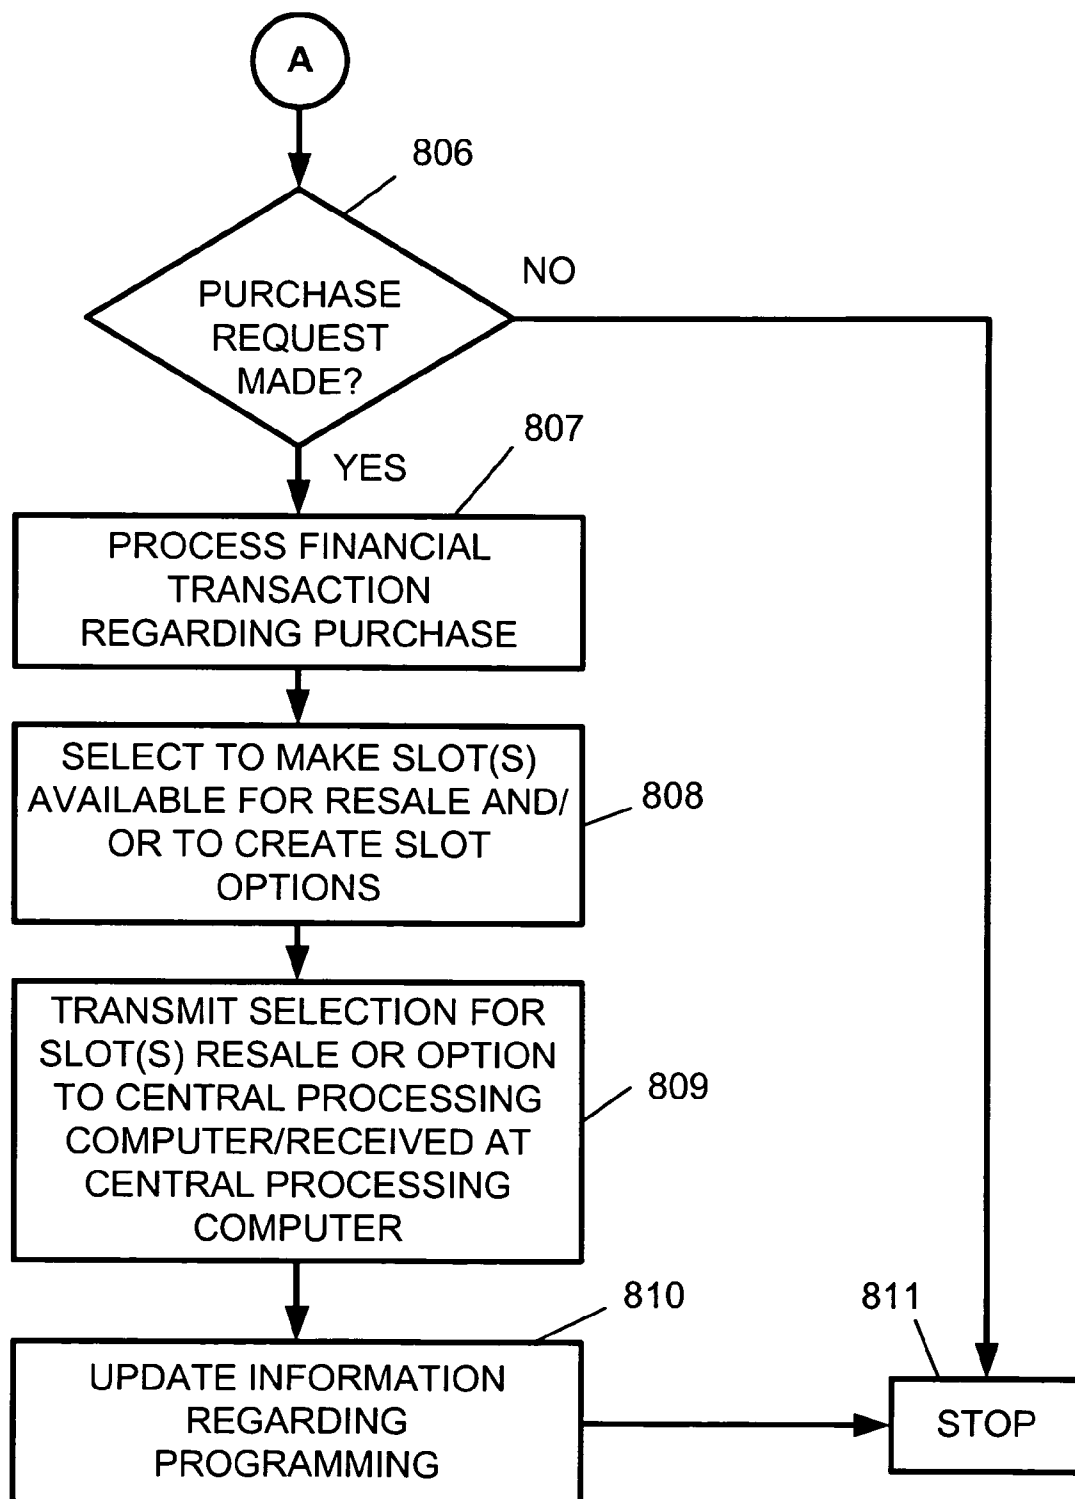 A
806
PURCHASE
REQUEST
MADE?
NO
YES
807
PROCESS FINANCIAL
TRANSACTION
REGARDING PURCHASE
SELECT TO MAKE SLOT(S)
AVAILABLE FOR RESALE AND/
OR TO CREATE SLOT
OPTIONS
808
TRANSMIT SELECTION FOR
SLOT(S) RESALE OR OPTION
TO CENTRAL PROCESSING
COMPUTER/RECEIVED AT
CENTRAL PROCESSING
COMPUTER
809
810
UPDATE INFORMATION
REGARDING
PROGRAMMING
811
STOP